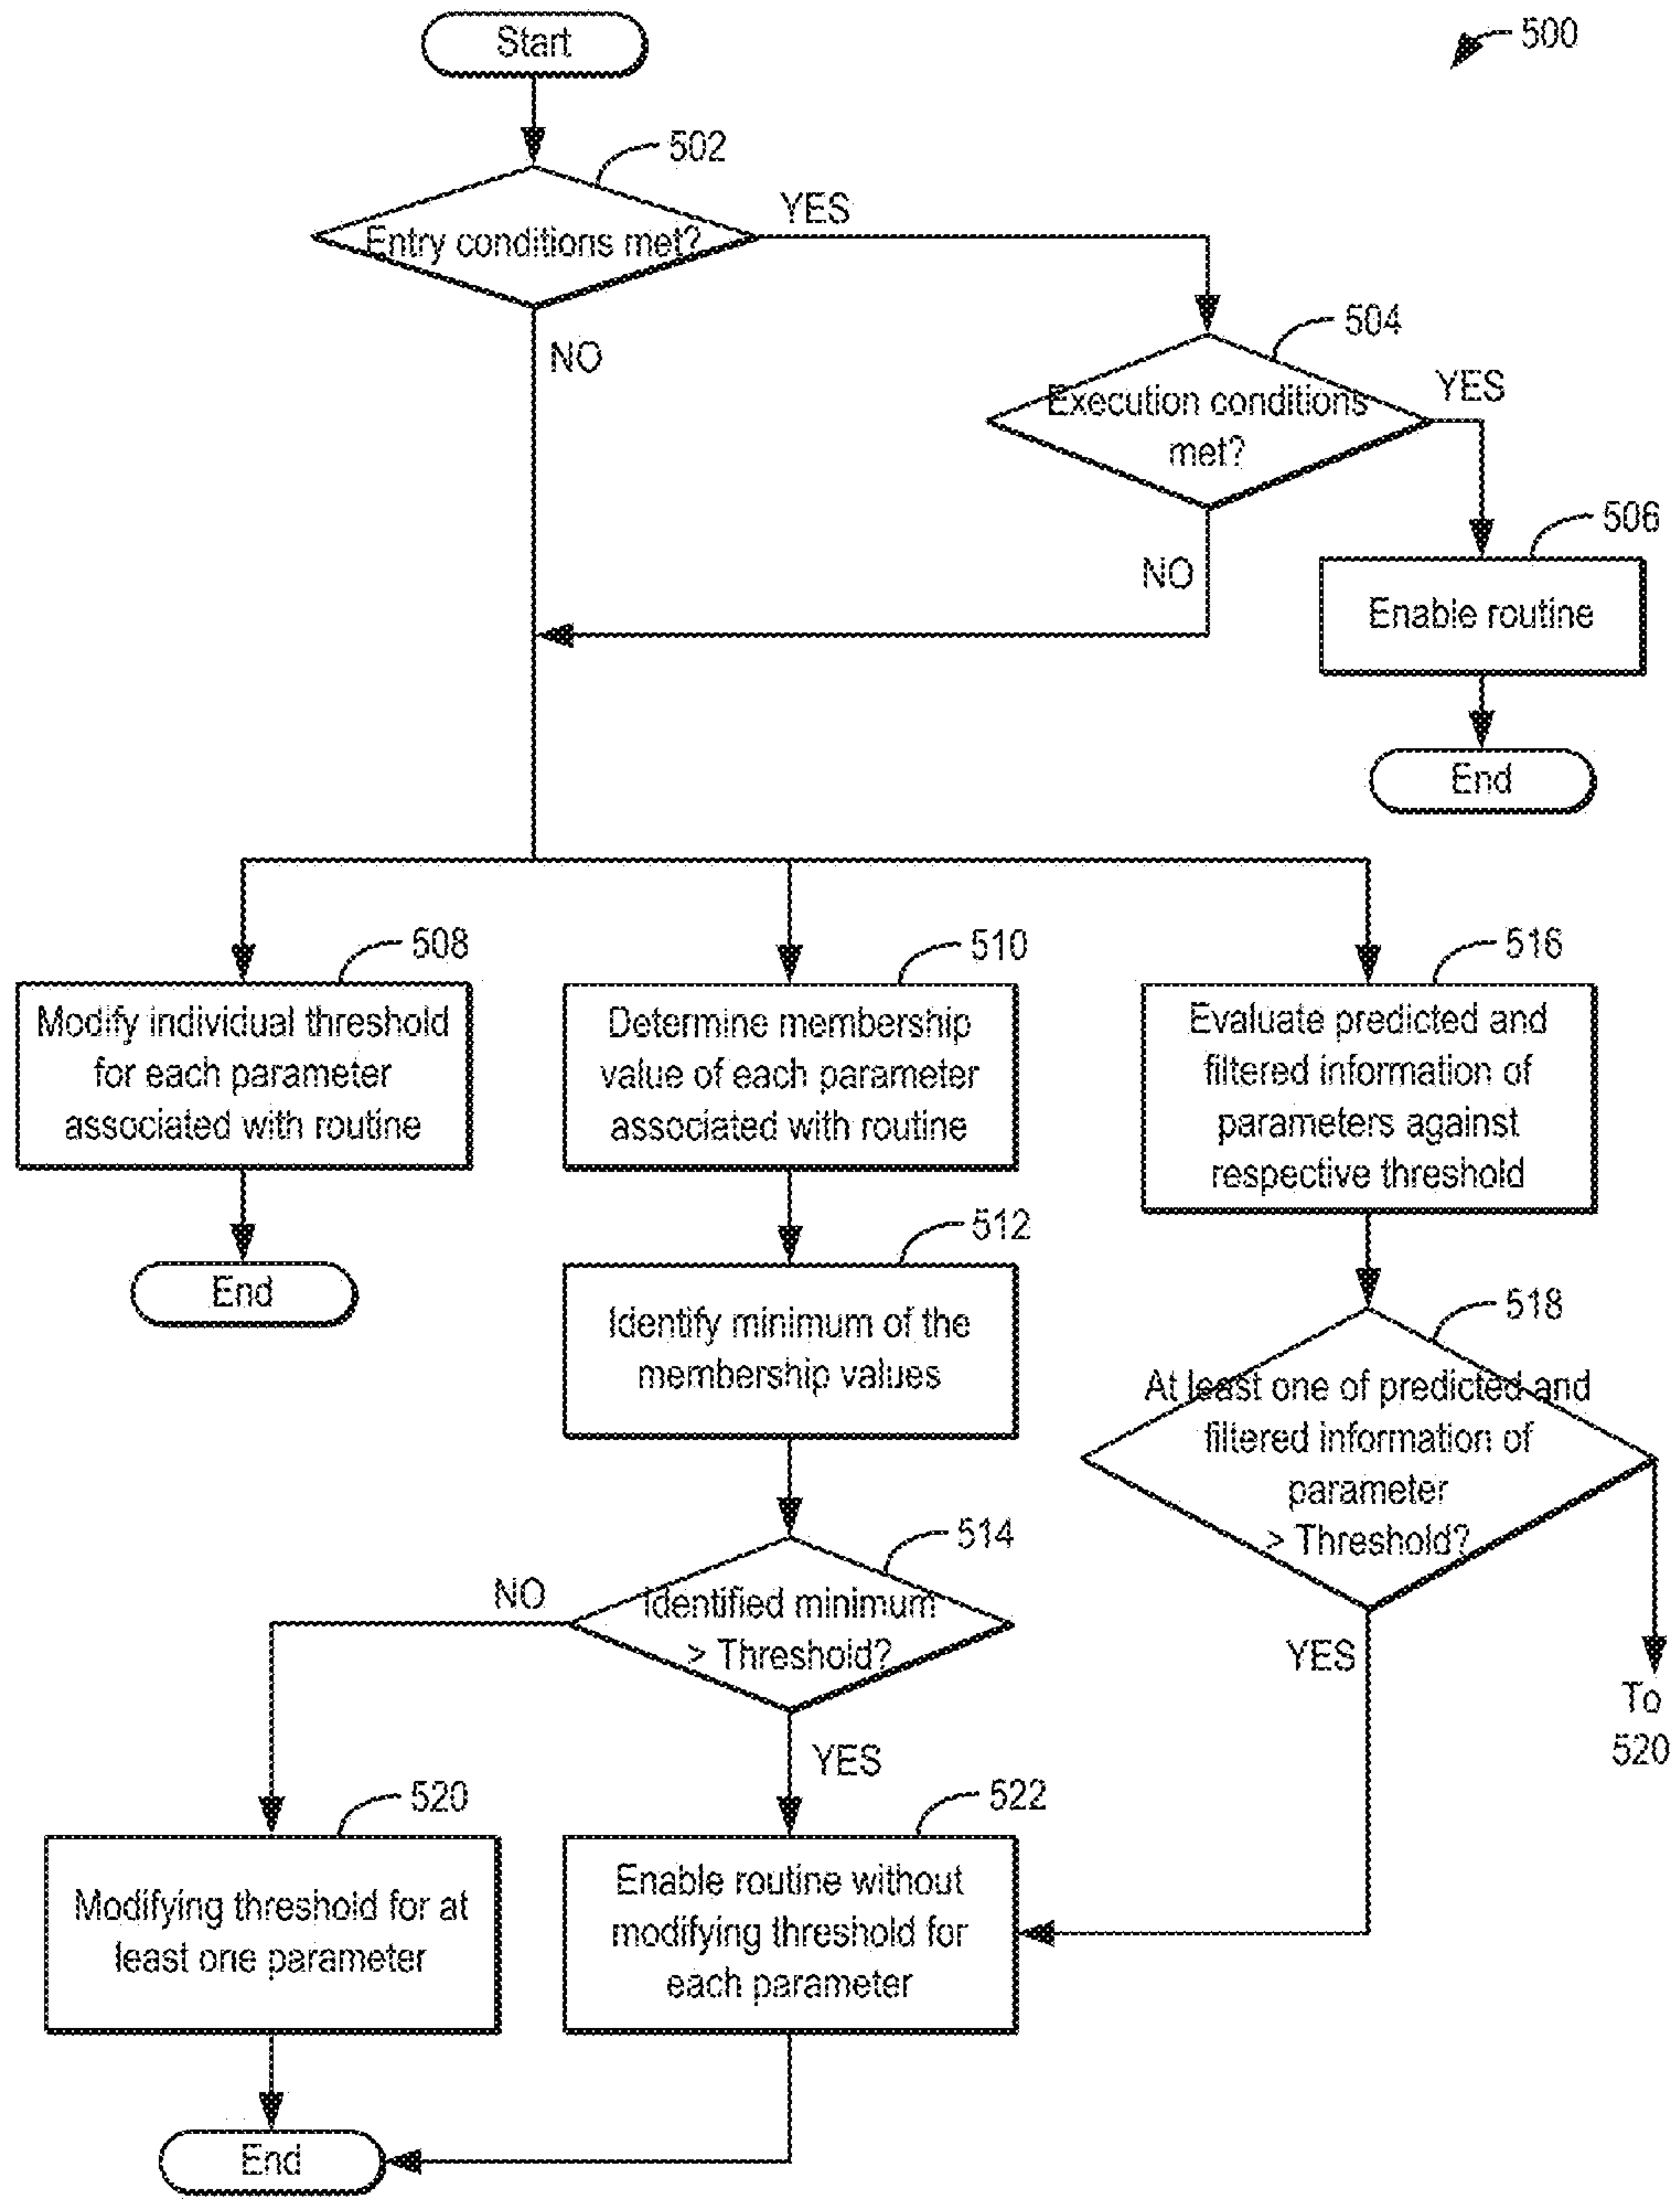 Start
500
502
Entry conditions met?
YES
NO
504
Execution conditions
met?
YES
NO
506
Enable routine
End
508
Modify individual threshold
for each parameter
associated with routine
End
510
Determine membership
value of each parameter
associated with routine
512
Identify minimum of the
membership values
514
Identified minimum
> Threshold?
NO
YES
516
Evaluate predicted and
filtered information of
parameters against
respective threshold
518
At least one of predicted and
filtered information of
parameter
> Threshold?
YES
To
520
520
Modifying threshold for at
least one parameter
522
Enable routine without
modifying threshold for
each parameter
End